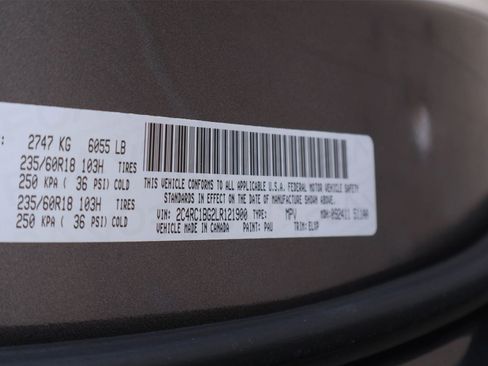 : 2747 KG 6055 LB
235/60R18 103H TIRES
250 KPA ( 36 PSI) COLD
235/60R18 103H TIRES
250 KPA ( 36 PSI) COLD
THIS VEHICLE CONFORMS TO ALL APPLICABLE U.S.A. FEDERAL MOTOR VEHICLE SAFETY
STANDARDS IN EFFECT ON THE DATE OF MANUFACTURE SHOWN ABOVE.
VIN: 2C4RC1BG2LR121900 TYPE: MPV MDH:
VEHICLE MADE IN CANADA PAINT: PAU TRIM: